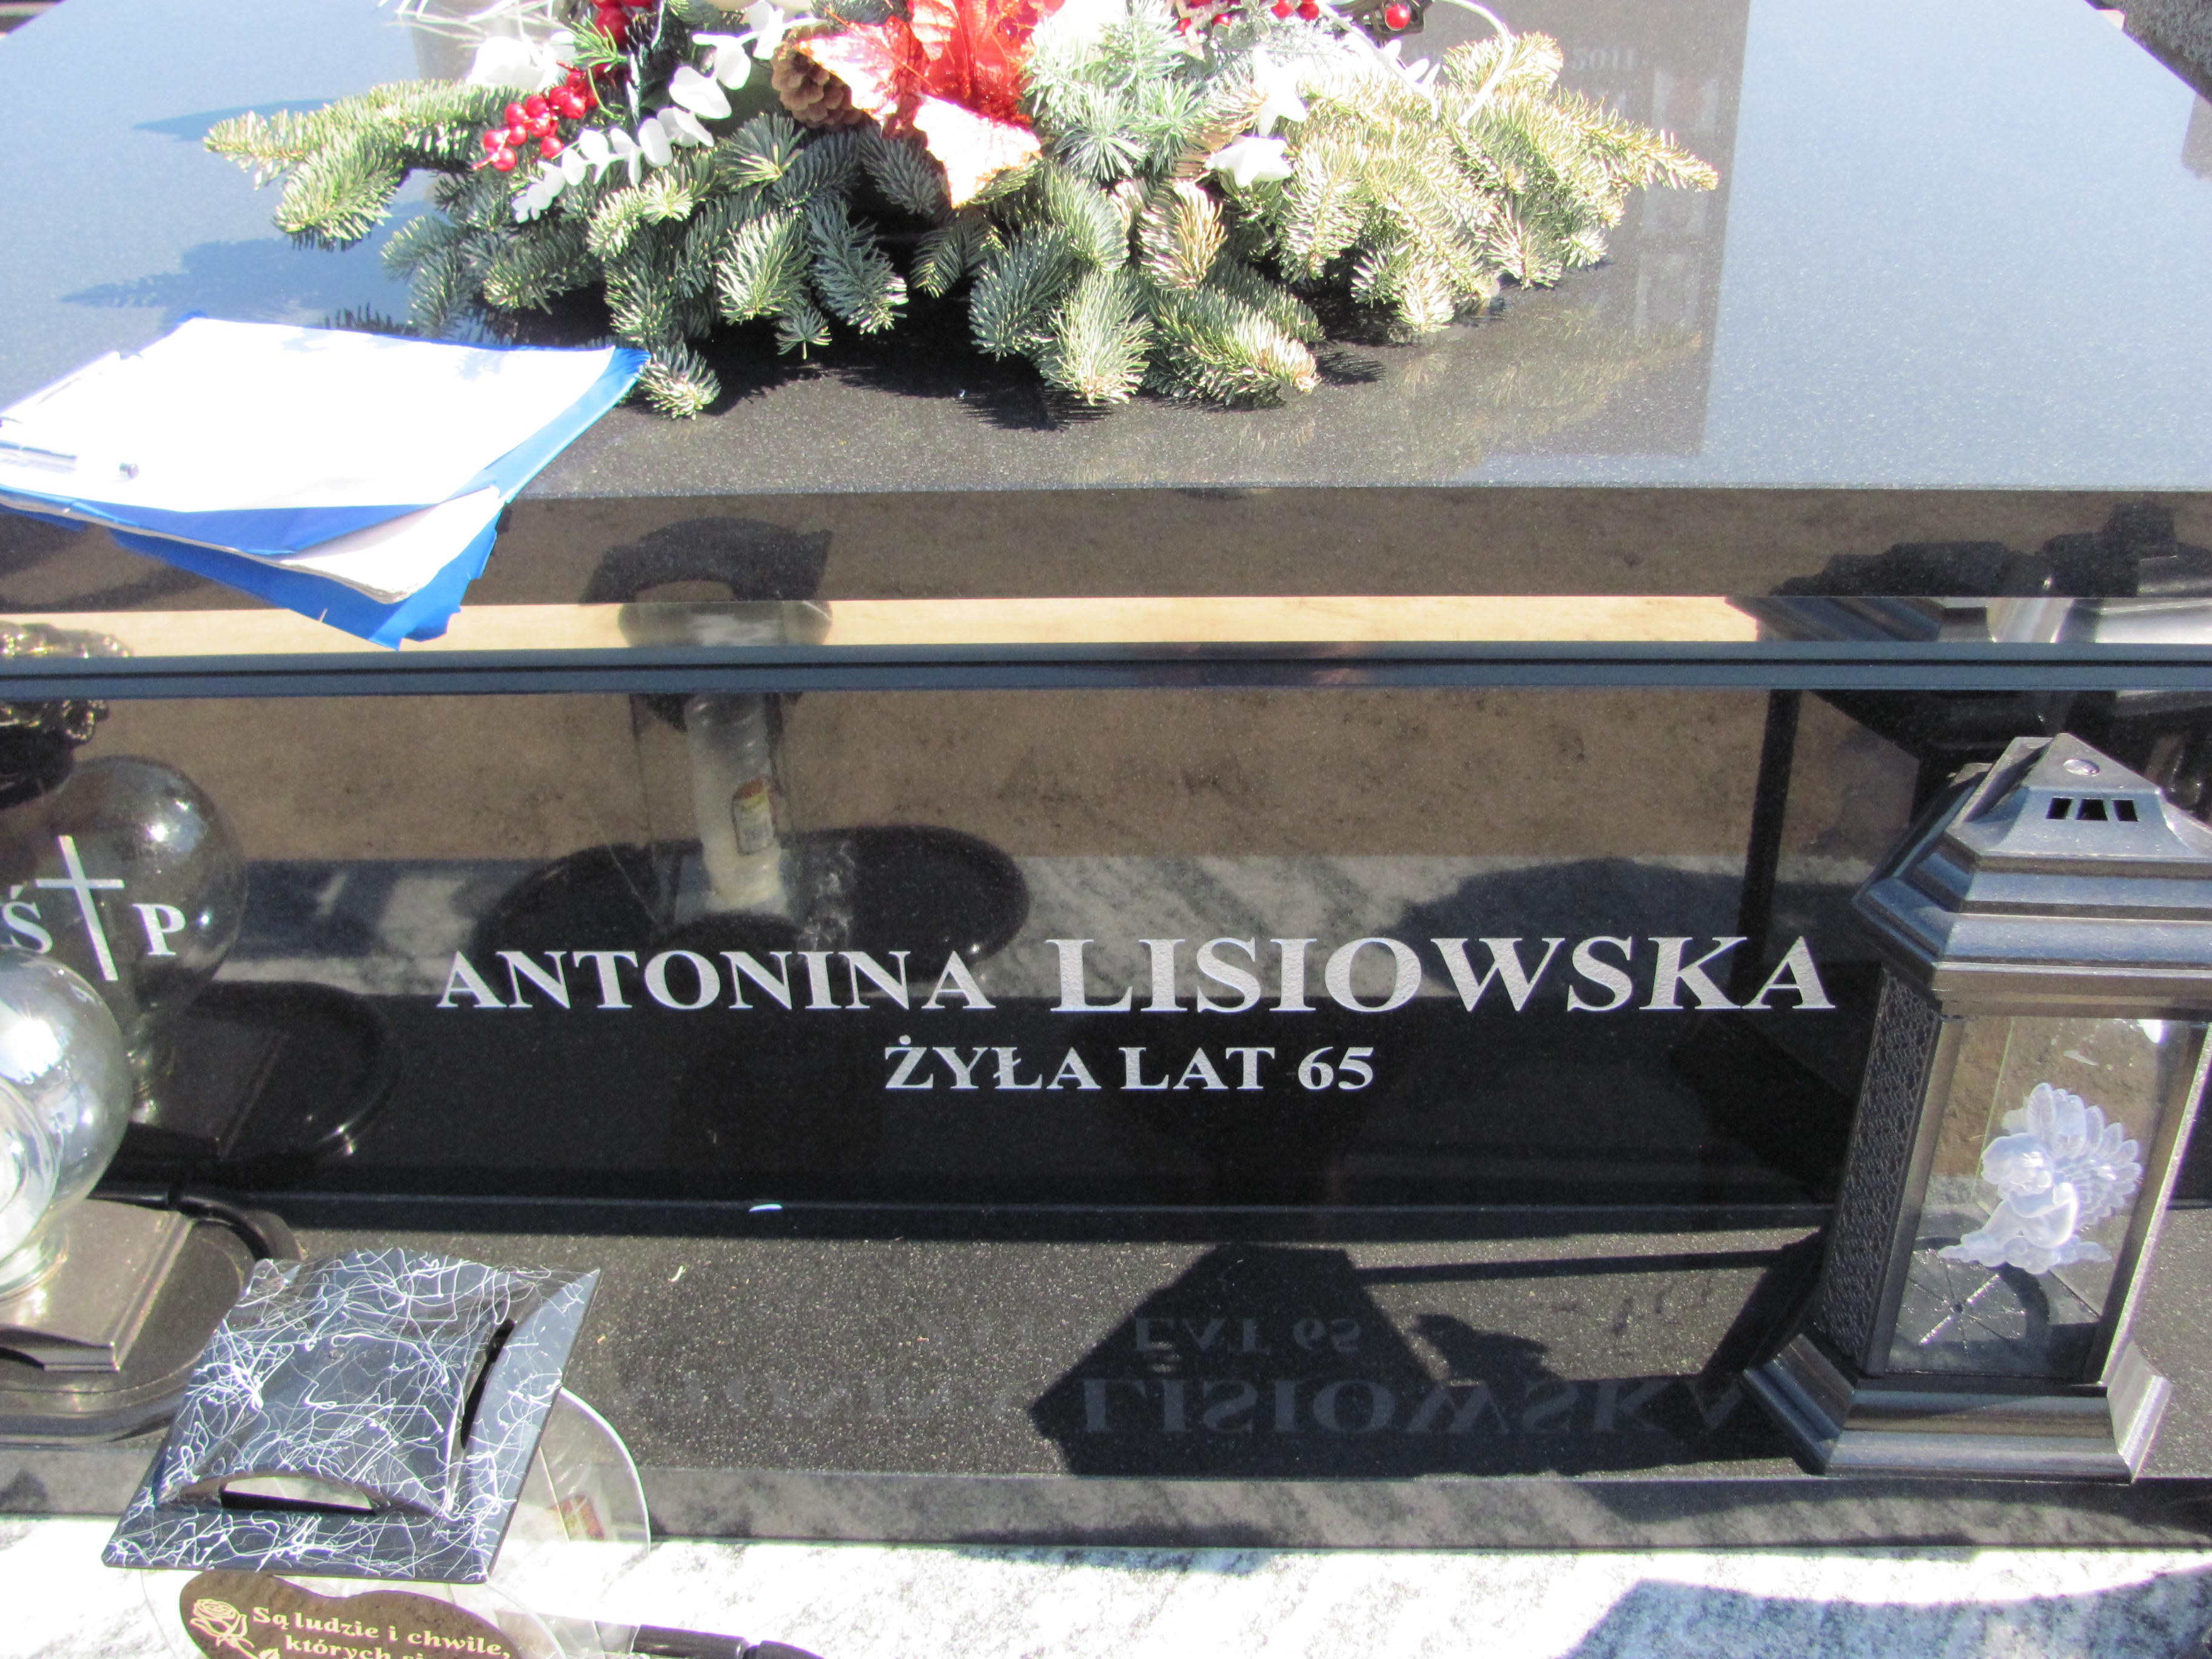 Ś P
ANTONINA LISIOWSKA
ŻYŁA LAT 65
Są ludzie i chwile,
których